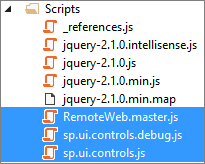 Scripts
_references.js
jquery-2.1.0.intellisense.js
jquery-2.1.0.js
jquery-2.1.0.min.js
jquery-2.1.0.min.map
RemoteWeb.master.js
sp.ui.controls.debug.js
sp.ui.controls.js